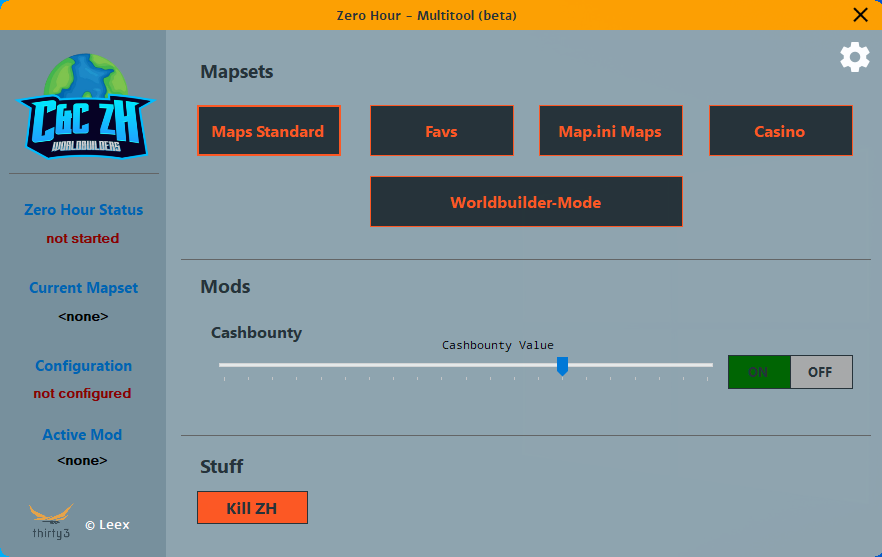 Zero Hour - Multitool (beta)
C&C ZH
WORLDBUILDERS
Zero Hour Status
not started
Current Mapset
<none>
Configuration
not configured
Active Mod
<none>
thirty3
© Leex
Mapsets
Maps Standard
Favs
Map.ini Maps
Casino
Worldbuilder-Mode
Mods
Cashbounty
Cashbounty Value
ON
OFF
Stuff
Kill ZH